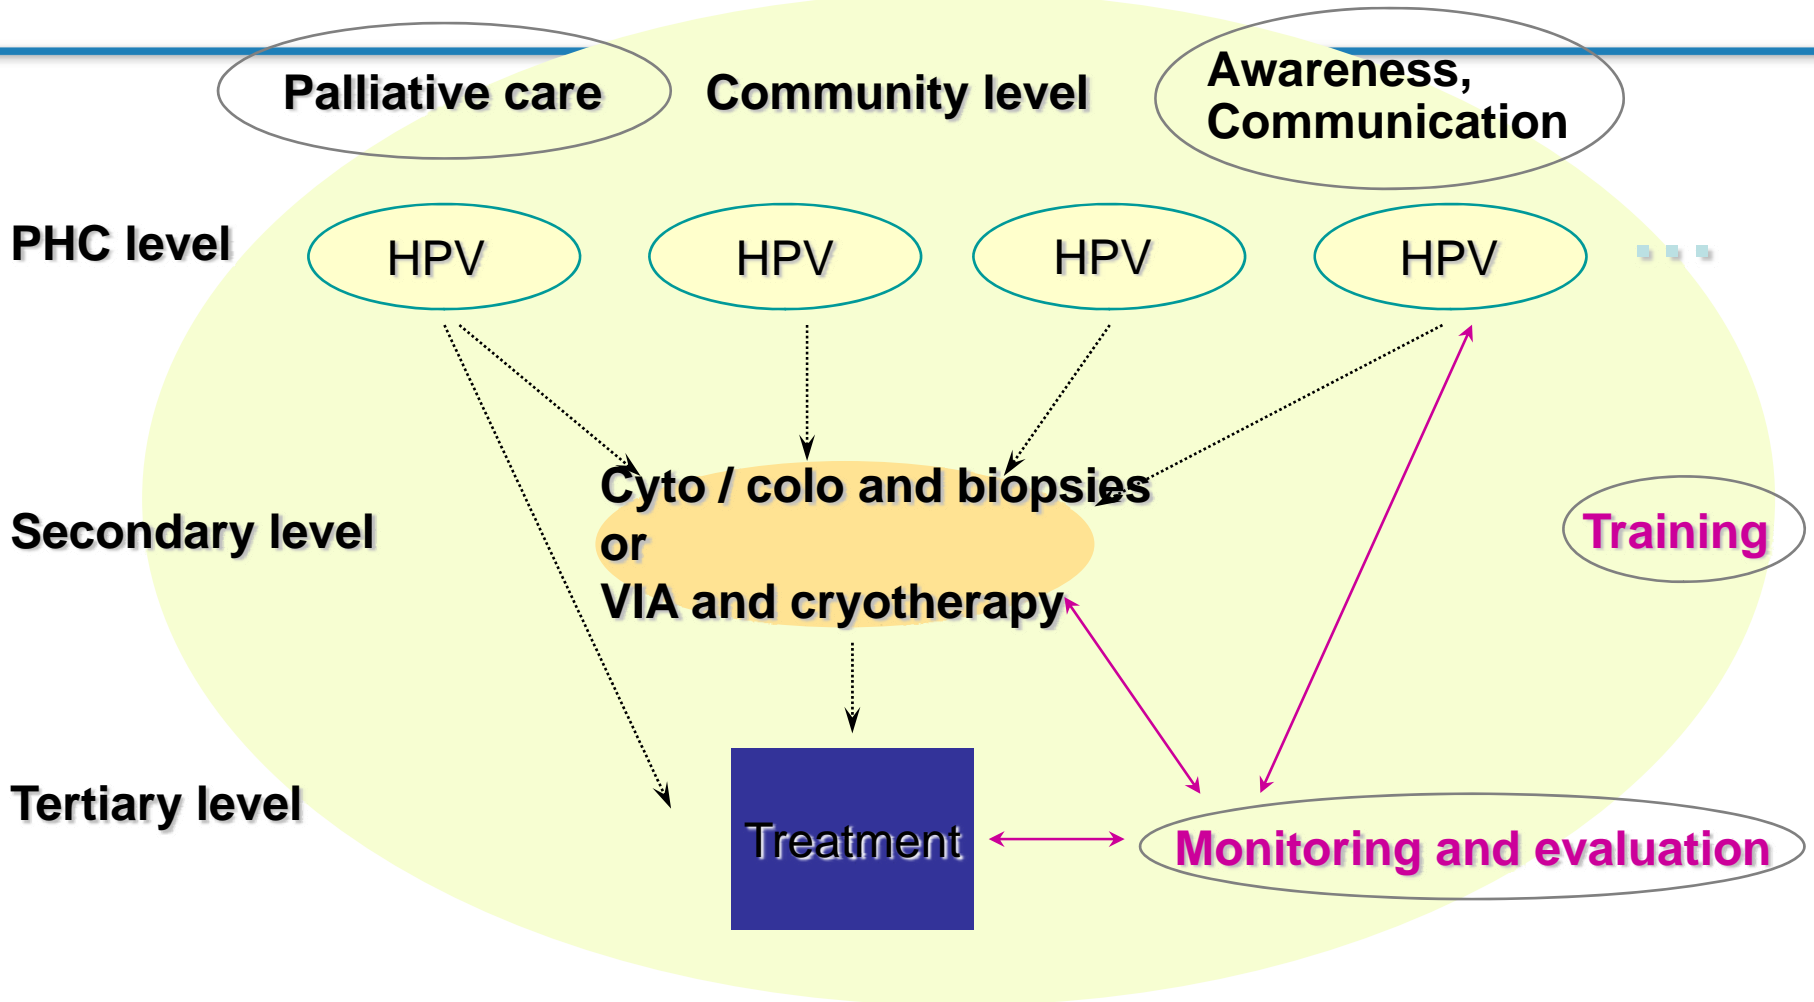 Palliative care
Community level
Awareness,
Communication
PHC level
HPV
HPV
HPV
HPV
...
Cyto / colo and biopsies
or
VIA and cryotherapy
Secondary level
Training
Tertiary level
Treatment
Monitoring and evaluation